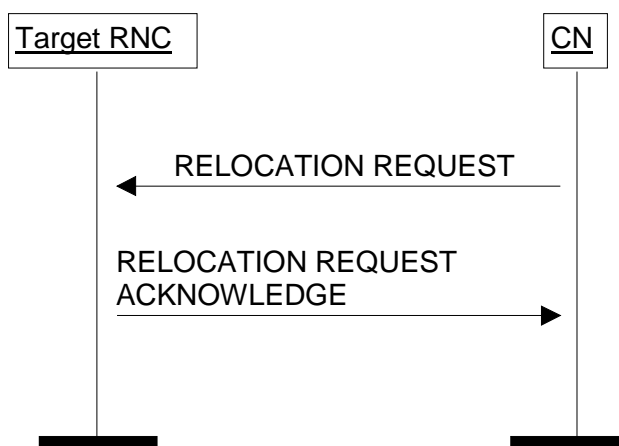 Target RNC
CN
RELOCATION REQUEST
RELOCATION REQUEST
ACKNOWLEDGE